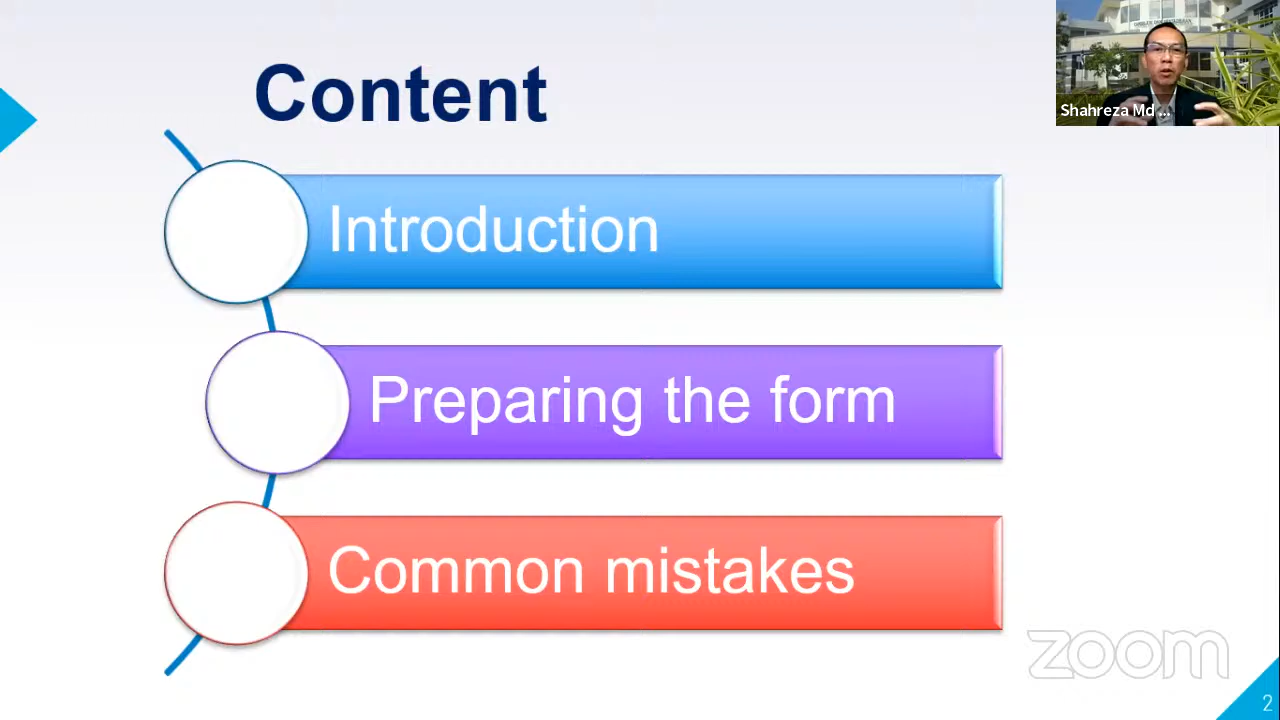 Content
Shahreza Md ...
Introduction
Preparing the form
Common mistakes
zoom
2